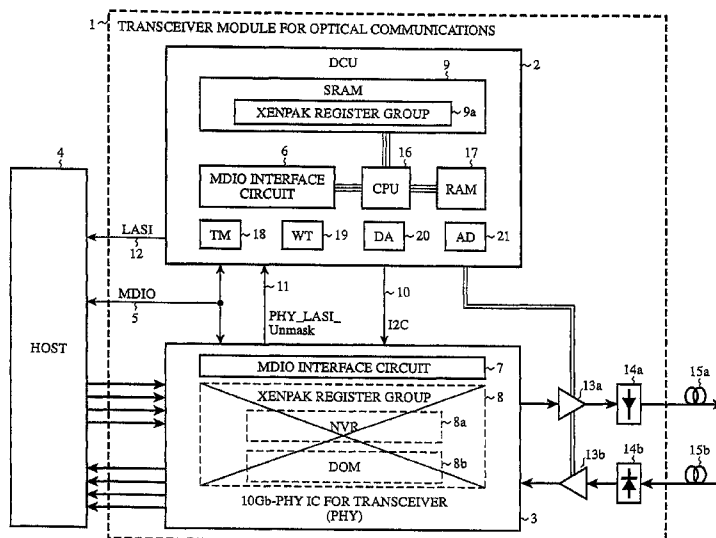 1
TRANSCEIVER MODULE FOR OPTICAL COMMUNICATIONS
DCU
2
9
SRAM
XENPAK REGISTER GROUP
9a
4
6
16
17
MDIO INTERFACE
CIRCUIT
CPU
RAM
LASI
12
TM
18
WT
19
DA
20
AD
21
MDIO
5
11
10
PHY_LASI_
Unmask
I2C
HOST
MDIO INTERFACE CIRCUIT
7
XENPAK REGISTER GROUP
8
NVR
8a
DOM
8b
10Gb-PHY IC FOR TRANSCEIVER
(PHY)
3
13a
14a
15a
13b
14b
15b